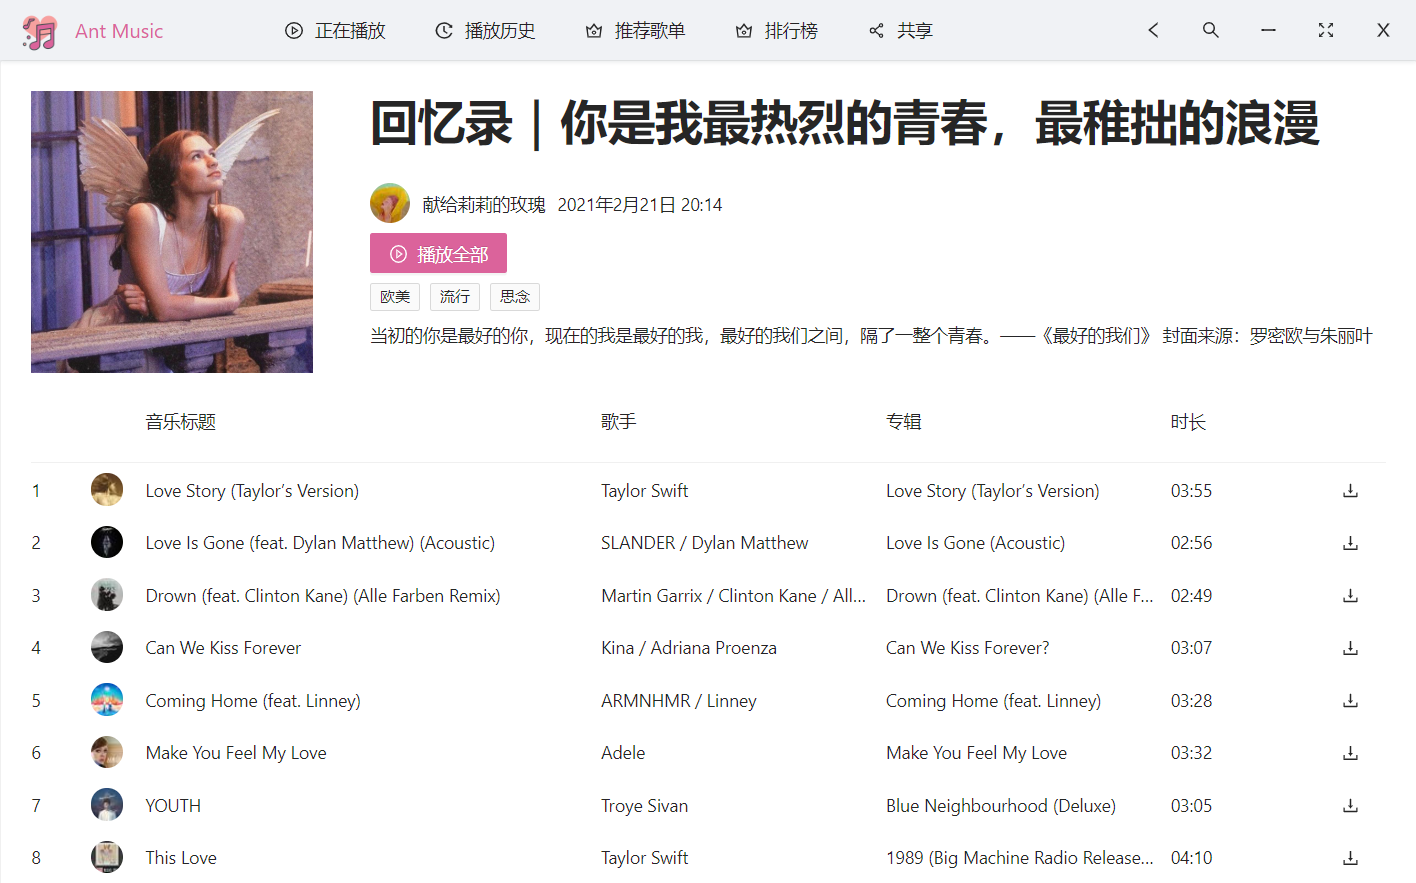 Ant Music 正在播放 播放历史 推荐歌单 排行榜 共享
回忆录｜你是我最热烈的青春，最稚拙的浪漫
献给莉莉的玫瑰 2021年2月21日 20:14
播放全部
欧美 流行 思念
当初的你是最好的你，现在的我是最好的我，最好的我们之间，隔了一整个青春。——《最好的我们》 封面来源：罗密欧与朱丽叶
音乐标题 歌手 专辑 时长
1 Love Story (Taylor’s Version) Taylor Swift Love Story (Taylor’s Version) 03:55
2 Love Is Gone (feat. Dylan Matthew) (Acoustic) SLANDER / Dylan Matthew Love Is Gone (Acoustic) 02:56
3 Drown (feat. Clinton Kane) (Alle Farben Remix) Martin Garrix / Clinton Kane / All... Drown (feat. Clinton Kane) (Alle F... 02:49
4 Can We Kiss Forever Kina / Adriana Proenza Can We Kiss Forever? 03:07
5 Coming Home (feat. Linney) ARMNHMR / Linney Coming Home (feat. Linney) 03:28
6 Make You Feel My Love Adele Make You Feel My Love 03:32
7 YOUTH Troye Sivan Blue Neighbourhood (Deluxe) 03:05
8 This Love Taylor Swift 1989 (Big Machine Radio Release... 04:10